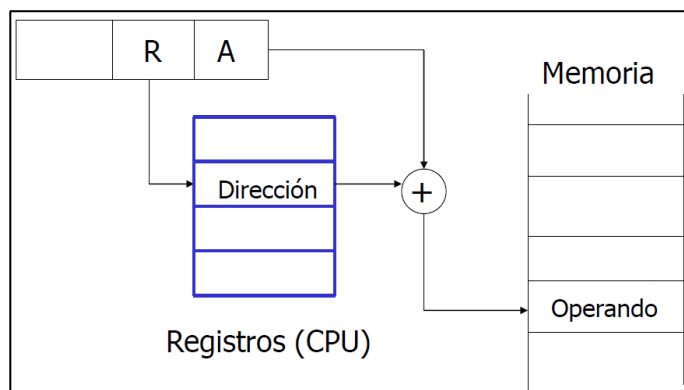 R A
Memoria
Dirección
+
Operando
Registros (CPU)